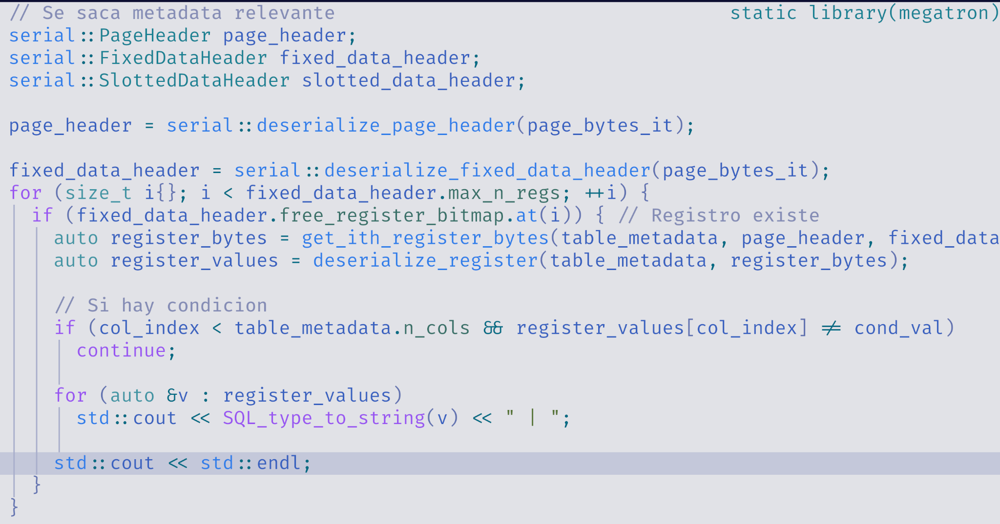 // Se saca metadata relevante static library(megatron)
serial::PageHeader page_header;
serial::FixedDataHeader fixed_data_header;
serial::SlottedDataHeader slotted_data_header;
page_header = serial::deserialize_page_header(page_bytes_it);
fixed_data_header = serial::deserialize_fixed_data_header(page_bytes_it);
for (size_t i{}; i < fixed_data_header.max_n_regs; ++i) {
if (fixed_data_header.free_register_bitmap.at(i)) { // Registro existe
auto register_bytes = get_ith_register_bytes(table_metadata, page_header, fixed_data
auto register_values = deserialize_register(table_metadata, register_bytes);
// Si hay condicion
if (col_index < table_metadata.n_cols && register_values[col_index] != cond_val)
continue;
for (auto &v : register_values)
std::cout << SQL_type_to_string(v) << " | ";
std::cout << std::endl;
}
}